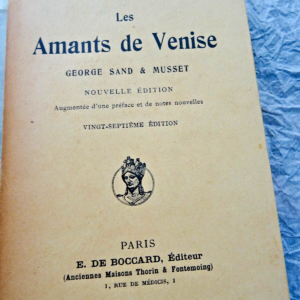 Les
Amants de Venise
GEORGE SAND & MUSSET
NOUVELLE ÉDITION
Augmentée d'une préface et de notes nouvelles
VINGT-SEPTIÈME ÉDITION
PARIS
E. DE BOCCARD, Éditeur
(Anciennes Maisons Thorin & Fontemoing)
1, RUE DE MÉDICIS, 1